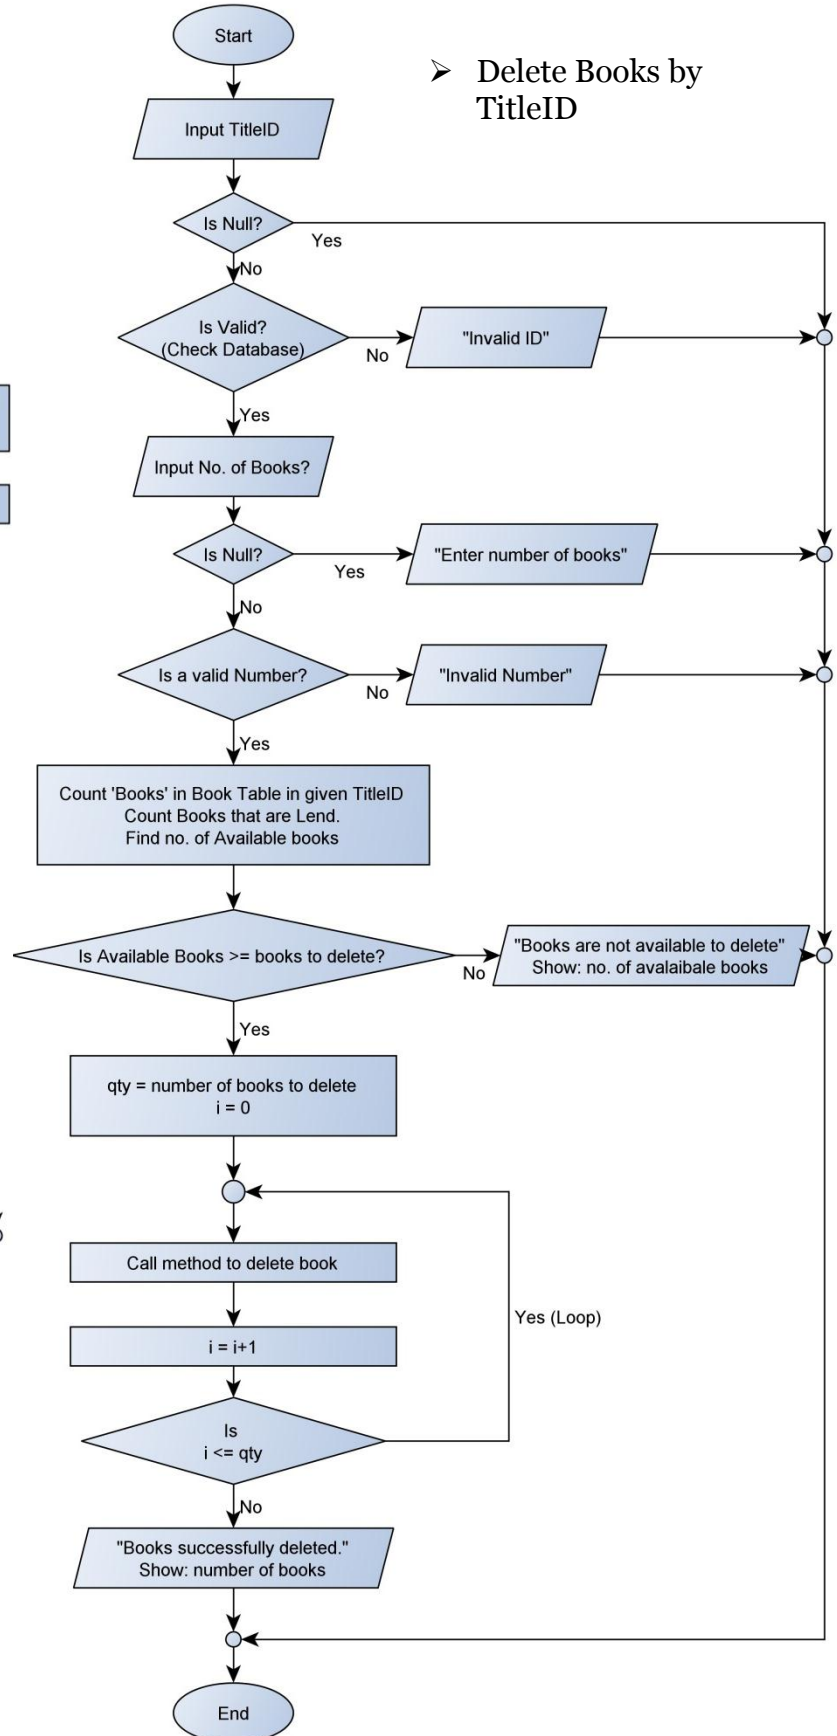 Start
➢ Delete Books by
TitleID
Input TitleID
Is Null?
Yes
No
Is Valid?
(Check Database)
No
"Invalid ID"
Yes
Input No. of Books?
Is Null?
Yes
"Enter number of books"
No
Is a valid Number?
No
"Invalid Number"
Yes
Count 'Books' in Book Table in given TitleID
Count Books that are Lend.
Find no. of Available books
Is Available Books >= books to delete?
No
"Books are not available to delete"
Show: no. of avalaibale books
Yes
qty = number of books to delete
i = 0
Call method to delete book
Yes (Loop)
i = i+1
Is
i <= qty
No
"Books successfully deleted."
Show: number of books
End